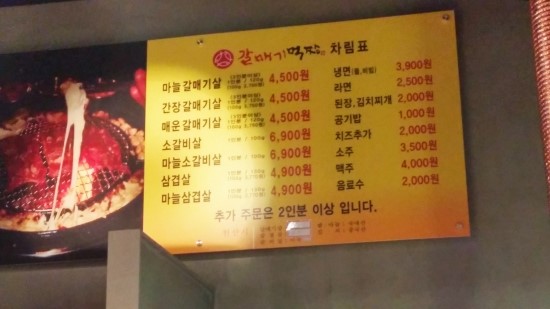 갈매기먹짱 차림표
마늘갈매기살 4,500원
간장갈매기살 4,500원
매운갈매기살 4,500원
소갈비살 6,900원
마늘소갈비살 6,900원
삼겹살 4,900원
마늘삼겹살 4,900원
냉면(물,비빔) 3,900원
라면 2,500원
된장,김치찌개 2,000원
공기밥 1,000원
치즈추가 2,000원
소주 3,500원
맥주 4,000원
음료수 2,000원
추가 주문은 2인분 이상 입니다.